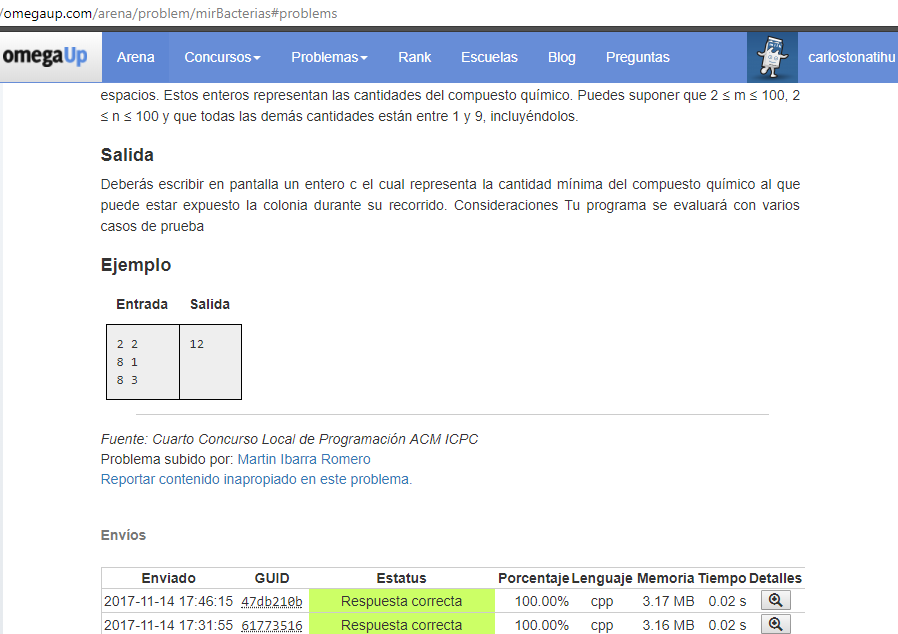 /omegaup.com/arena/problem/mirBacterias#problems
omegaUp Arena Concursos Problemas Rank Escuelas Blog Preguntas carlostonatihu
espacios. Estos enteros representan las cantidades del compuesto químico. Puedes suponer que 2 ≤ m ≤ 100, 2
≤ n ≤ 100 y que todas las demás cantidades están entre 1 y 9, incluyéndolos.
Salida
Deberás escribir en pantalla un entero c el cual representa la cantidad mínima del compuesto químico al que
puede estar expuesto la colonia durante su recorrido. Consideraciones Tu programa se evaluará con varios
casos de prueba
Ejemplo
Entrada Salida
2 2 12
8 1
8 3
Fuente: Cuarto Concurso Local de Programación ACM ICPC
Problema subido por: Martin Ibarra Romero
Reportar contenido inapropiado en este problema.
Envíos
Enviado GUID Estatus Porcentaje Lenguaje Memoria Tiempo Detalles
2017-11-14 17:46:15 47db210b Respuesta correcta 100.00% cpp 3.17 MB 0.02 s
2017-11-14 17:31:55 61773516 Respuesta correcta 100.00% cpp 3.16 MB 0.02 s